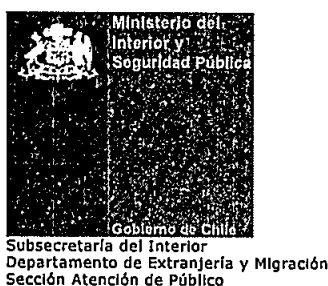 Ministerio del
Interior y
Seguridad Pública
Gobierno de Chile
Subsecretaría del Interior
Departamento de Extranjería y Migración
Sección Atención de Público